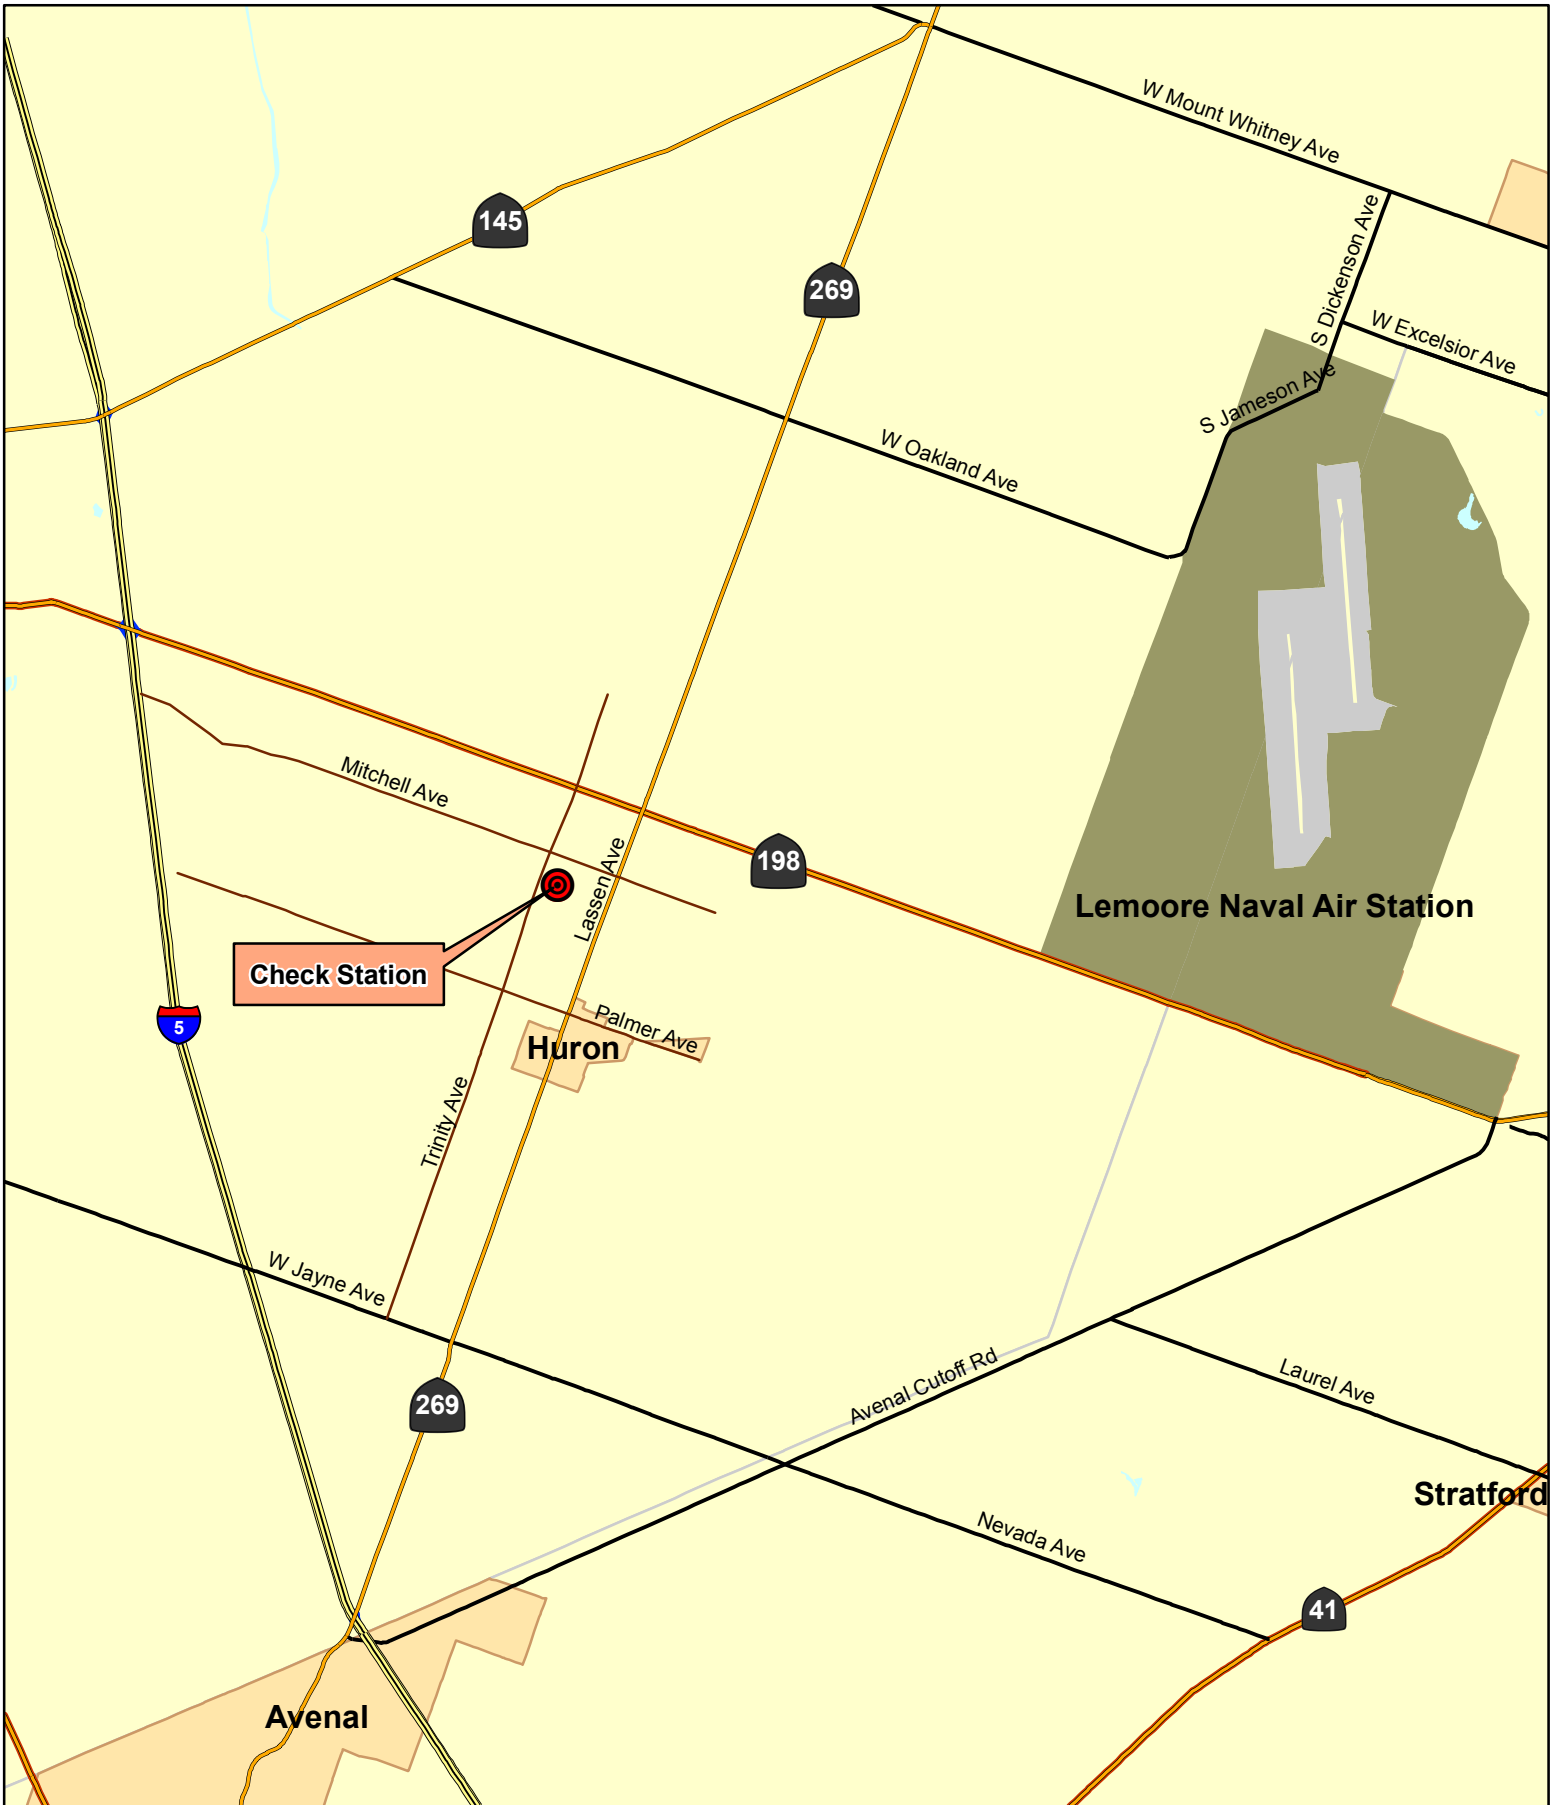 W Mount Whitney Ave
145
S Dickenson Ave
269
W Excelsior Ave
S Jameson Ave
W Oakland Ave
Mitchell Ave
198
Lassen Ave
Lemoore Naval Air Station
Check Station
5
Palmer Ave
Huron
Trinity Ave
W Jayne Ave
Avenal Cutoff Rd
Laurel Ave
269
Stratford
Nevada Ave
41
Avenal